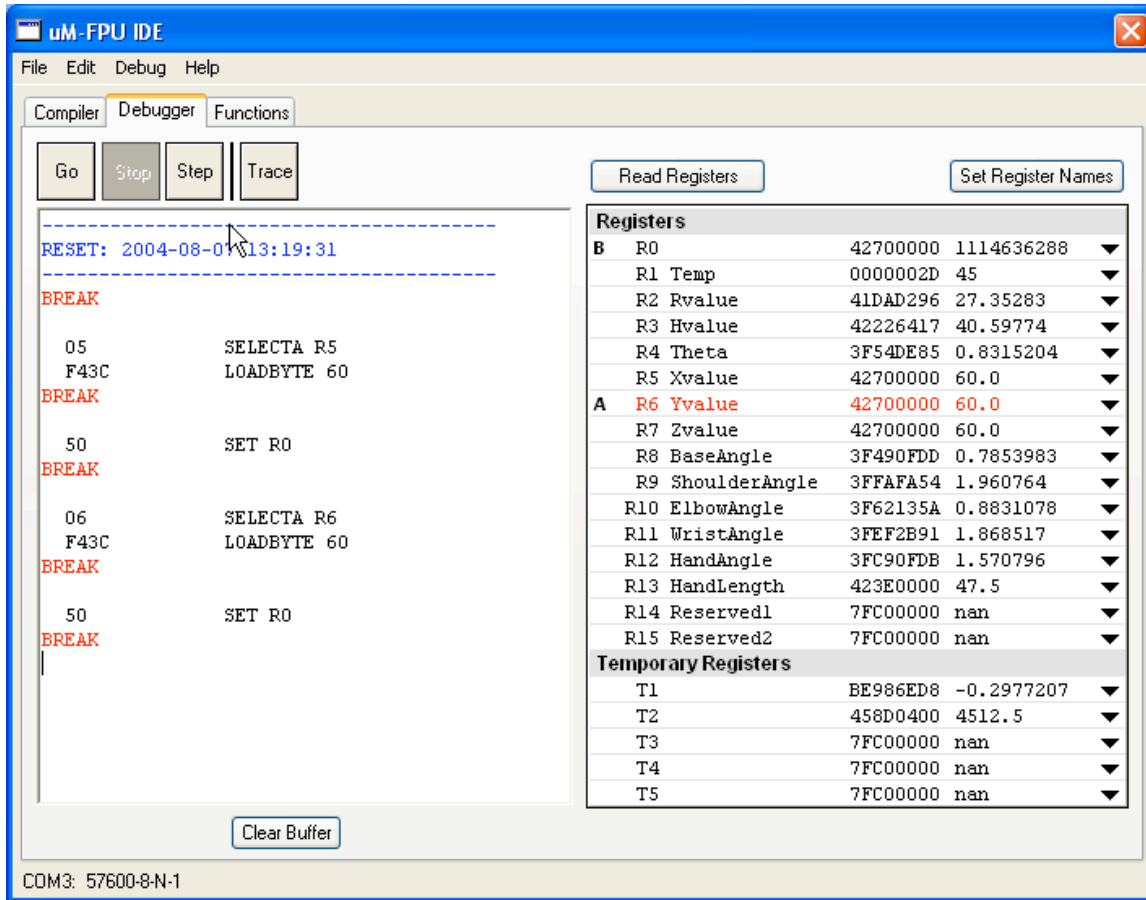 uM-FPU IDE
File Edit Debug Help
Compiler Debugger Functions
Go Stop Step Trace
Read Registers Set Register Names
----------------------------------------
RESET: 2004-08-07 13:19:31
----------------------------------------
BREAK
05 SELECTA R5
F43C LOADBYTE 60
BREAK
50 SET R0
BREAK
06 SELECTA R6
F43C LOADBYTE 60
BREAK
50 SET R0
BREAK
Clear Buffer
Registers
B R0 42700000 1114636288
R1 Temp 0000002D 45
R2 Rvalue 41DAD296 27.35283
R3 Hvalue 42226417 40.59774
R4 Theta 3F54DE85 0.8315204
R5 Xvalue 42700000 60.0
A R6 Yvalue 42700000 60.0
R7 Zvalue 42700000 60.0
R8 BaseAngle 3F490FDD 0.7853983
R9 ShoulderAngle 3FFAFA54 1.960764
R10 ElbowAngle 3F62135A 0.8831078
R11 WristAngle 3FEF2B91 1.868517
R12 HandAngle 3FC90FDB 1.570796
R13 HandLength 423E0000 47.5
R14 Reserved1 7FC00000 nan
R15 Reserved2 7FC00000 nan
Temporary Registers
T1 BE986ED8 -0.2977207
T2 458D0400 4512.5
T3 7FC00000 nan
T4 7FC00000 nan
T5 7FC00000 nan
COM3: 57600-8-N-1